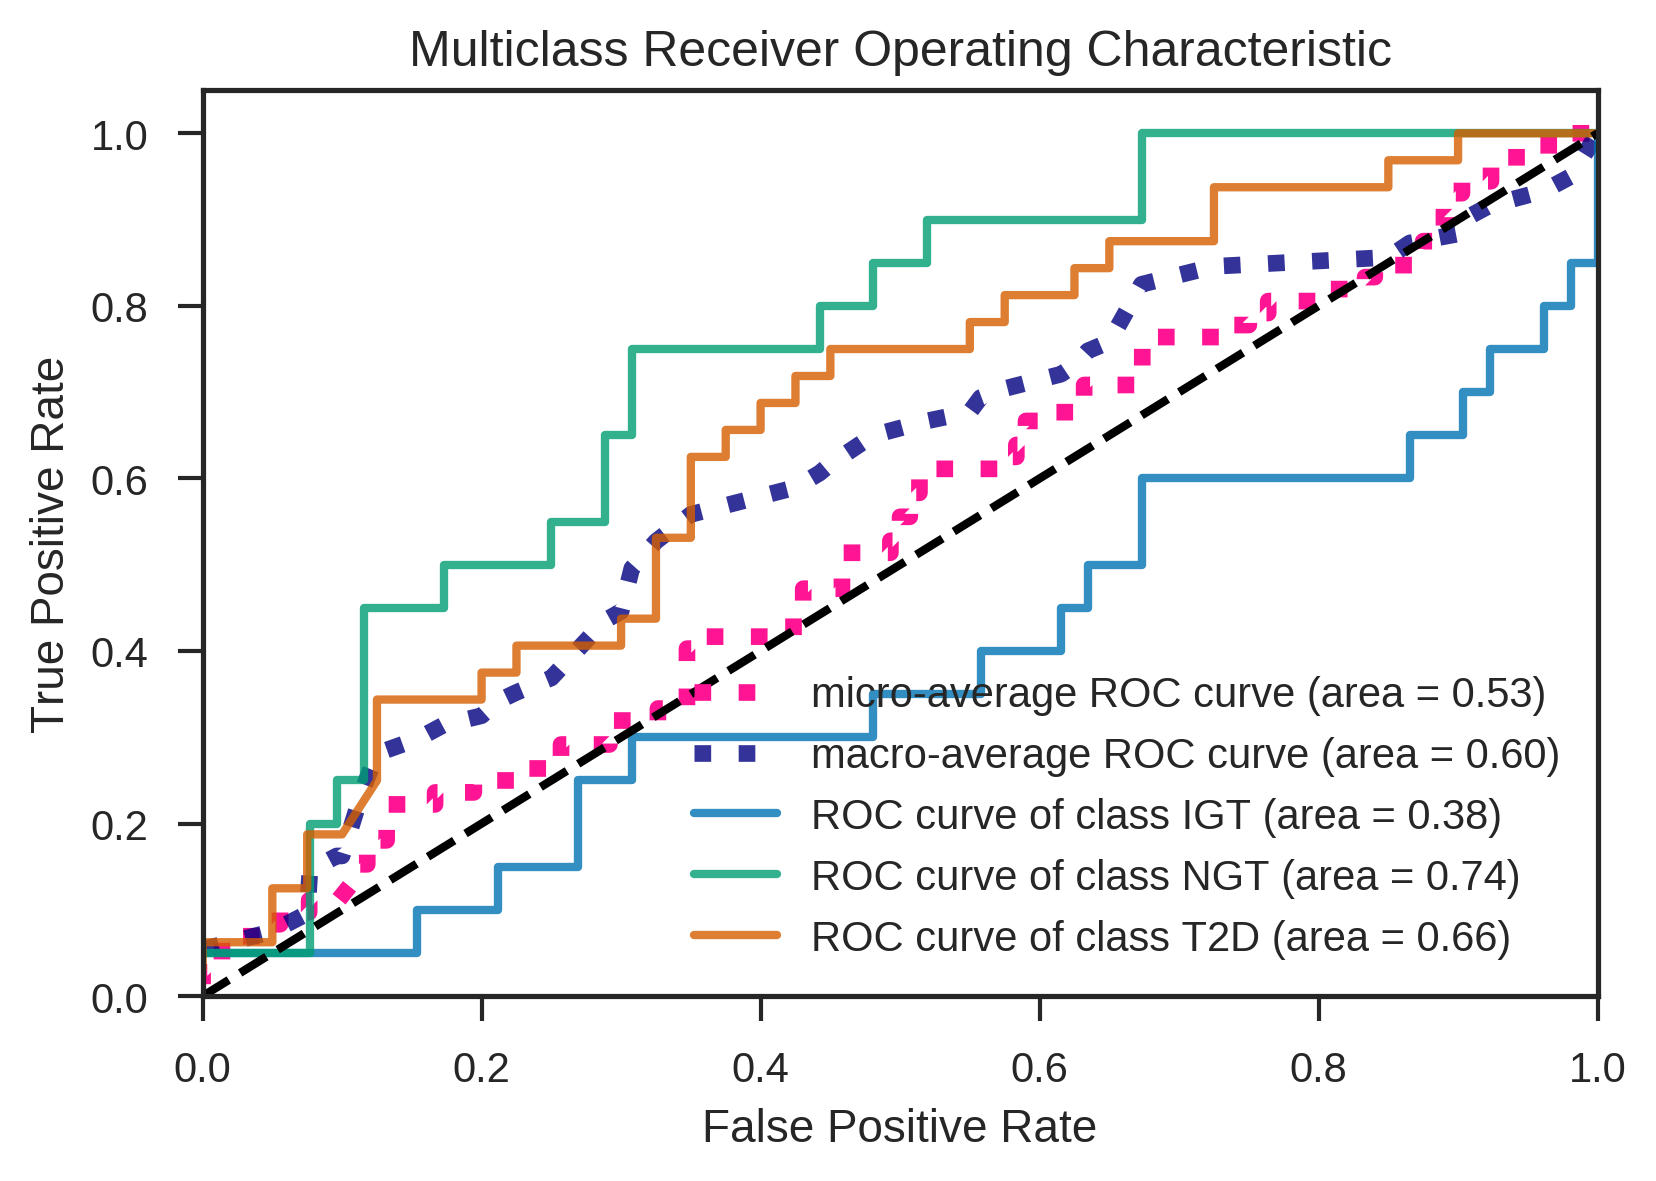 Multiclass Receiver Operating Characteristic
True Positive Rate
1.0
0.8
0.6
0.4
0.2
0.0
micro-average ROC curve (area = 0.53)
macro-average ROC curve (area = 0.60)
ROC curve of class IGT (area = 0.38)
ROC curve of class NGT (area = 0.74)
ROC curve of class T2D (area = 0.66)
0.0 0.2 0.4 0.6 0.8 1.0
False Positive Rate